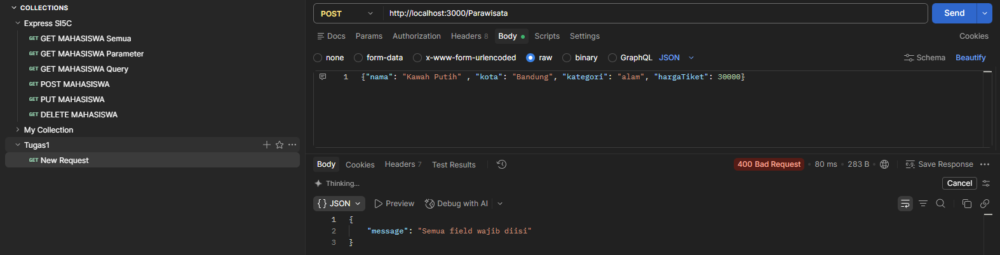 COLLECTIONS
Express SI5C
GET GET MAHASISWA Semua
GET GET MAHASISWA Parameter
GET GET MAHASISWA Query
GET POST MAHASISWA
GET PUT MAHASISWA
GET DELETE MAHASISWA
My Collection
Tugas1
GET New Request
POST http://localhost:3000/Parawisata Send
Docs Params Authorization Headers 8 Body Scripts Settings Cookies
none form-data x-www-form-urlencoded raw binary GraphQL JSON Schema Beautify
1 {"nama": "Kawah Putih" , "kota": "Bandung", "kategori": "alam", "hargaTiket": 30000}
Body Cookies Headers 7 Test Results 400 Bad Request • 80 ms • 283 B • e.g. Save Response
Thinking... Cancel
{} JSON Preview Debug with AI
1 {
2 "message": "Semua field wajib diisi"
3 }